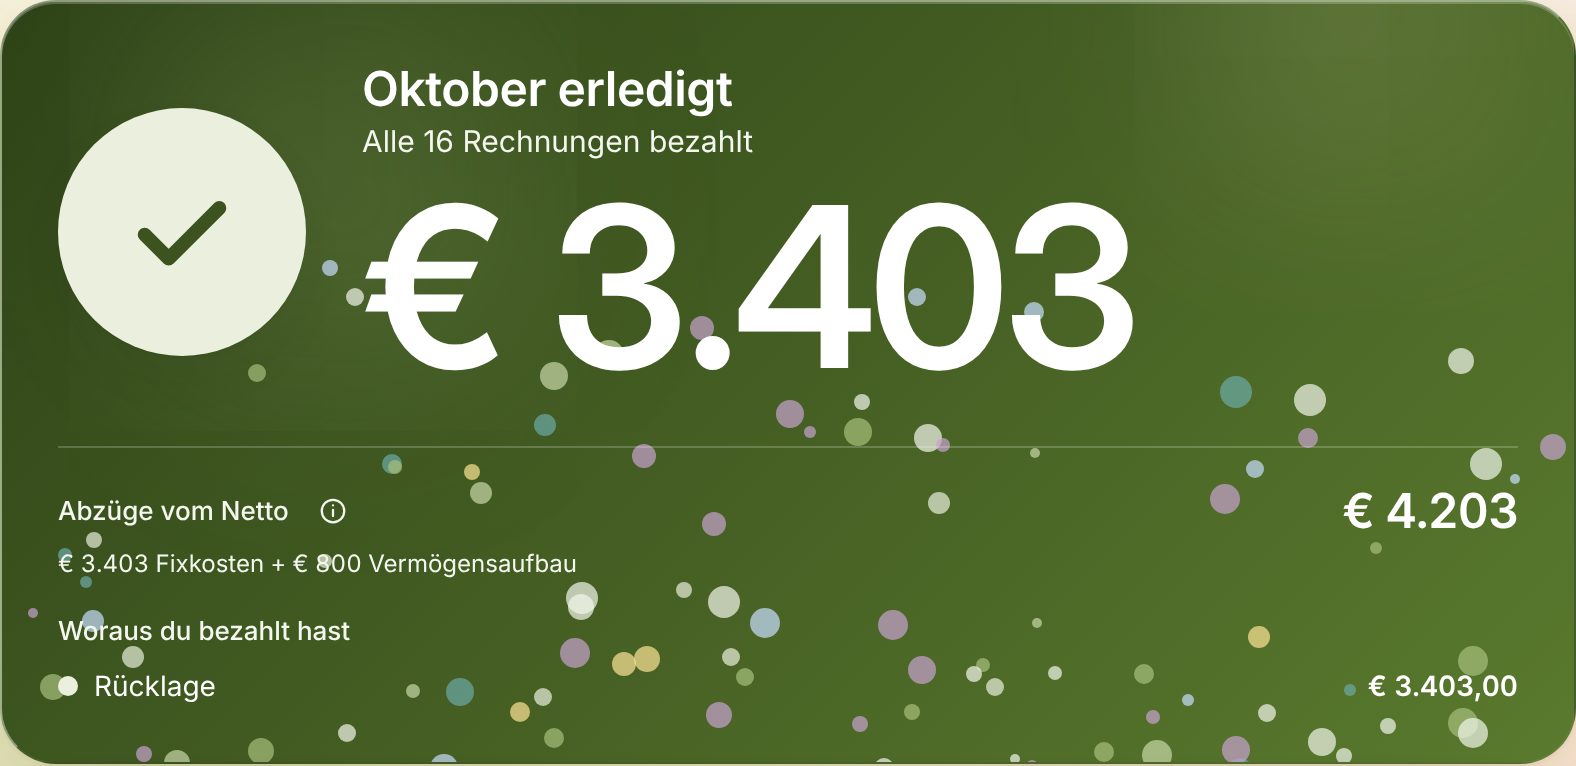 Oktober erledigt
Alle 16 Rechnungen bezahlt
€ 3.403
Abzüge vom Netto
€ 4.203
€ 3.403 Fixkosten + € 800 Vermögensaufbau
Woraus du bezahlt hast
Rücklage
€ 3.403,00